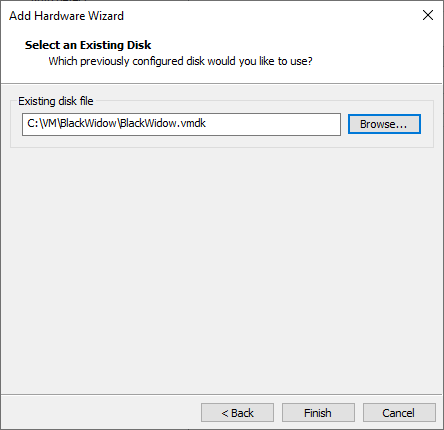 Add Hardware Wizard
Select an Existing Disk
Which previously configured disk would you like to use?
Existing disk file
C:\VM\BlackWidow\BlackWidow.vmdk
Browse...
< Back
Finish
Cancel